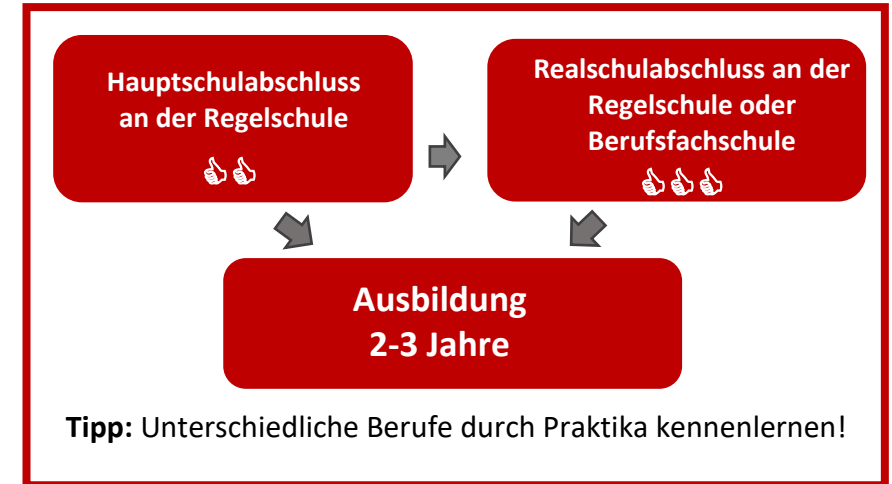 Hauptschulabschluss
an der Regelschule
👍👍
Realschulabschluss an der
Regelschule oder
Berufsfachschule
👍👍👍
Ausbildung
2-3 Jahre
Tipp: Unterschiedliche Berufe durch Praktika kennenlernen!